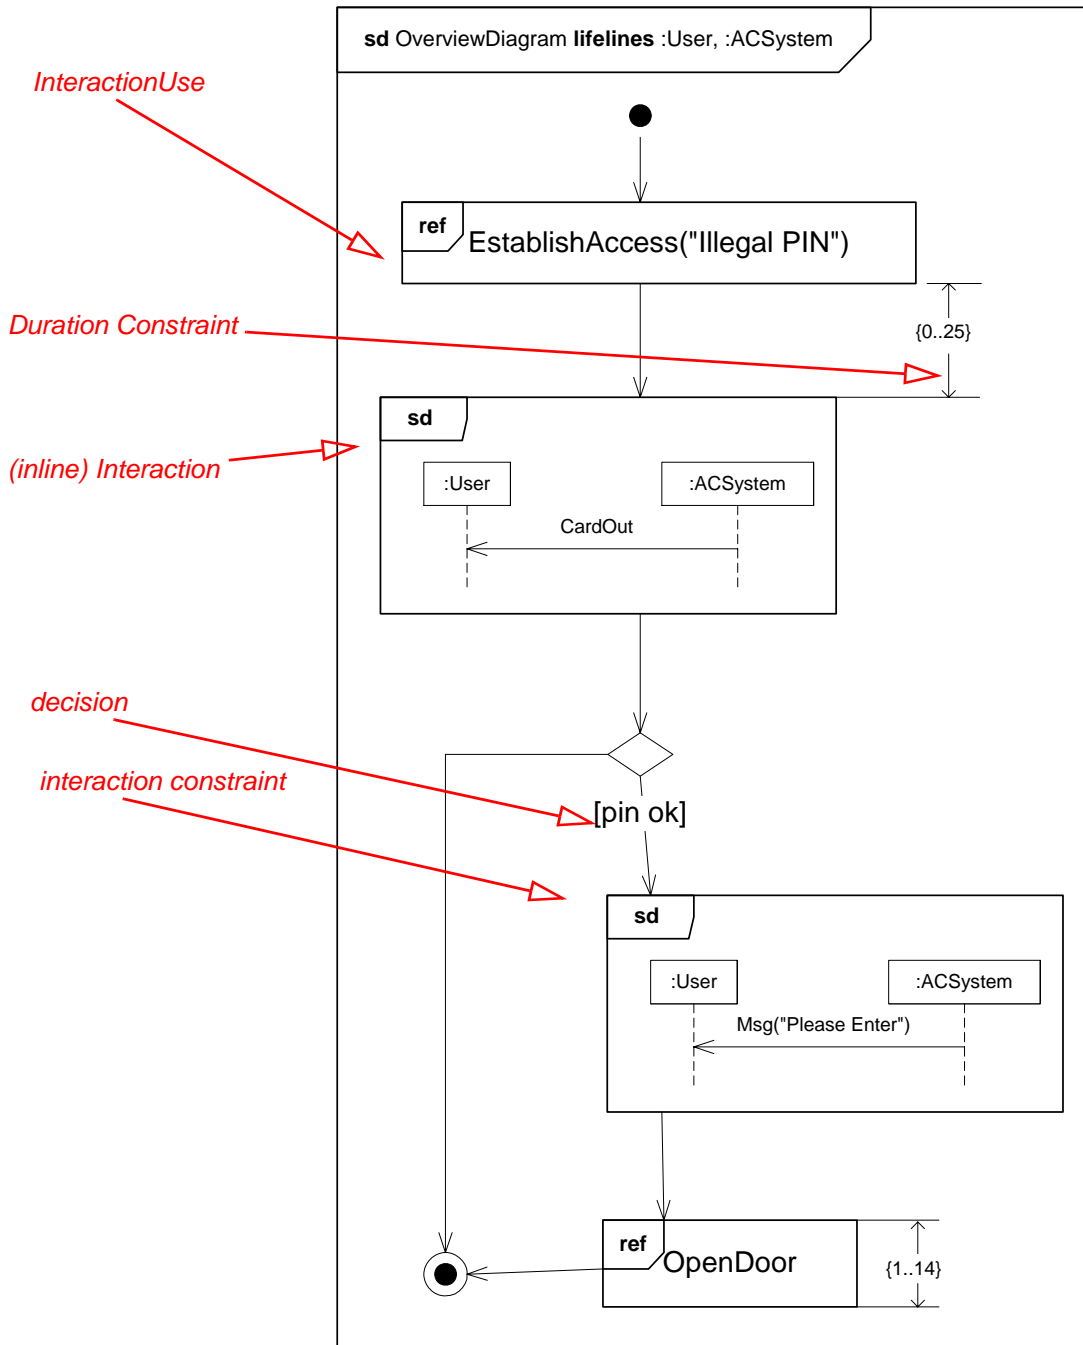 sd OverviewDiagram lifelines :User, :ACSystem
InteractionUse
ref
EstablishAccess("Illegal PIN")
Duration Constraint
{0..25}
sd
(inline) Interaction
:User
:ACSystem
CardOut
decision
interaction constraint
[pin ok]
sd
:User
:ACSystem
Msg("Please Enter")
ref
OpenDoor
{1..14}